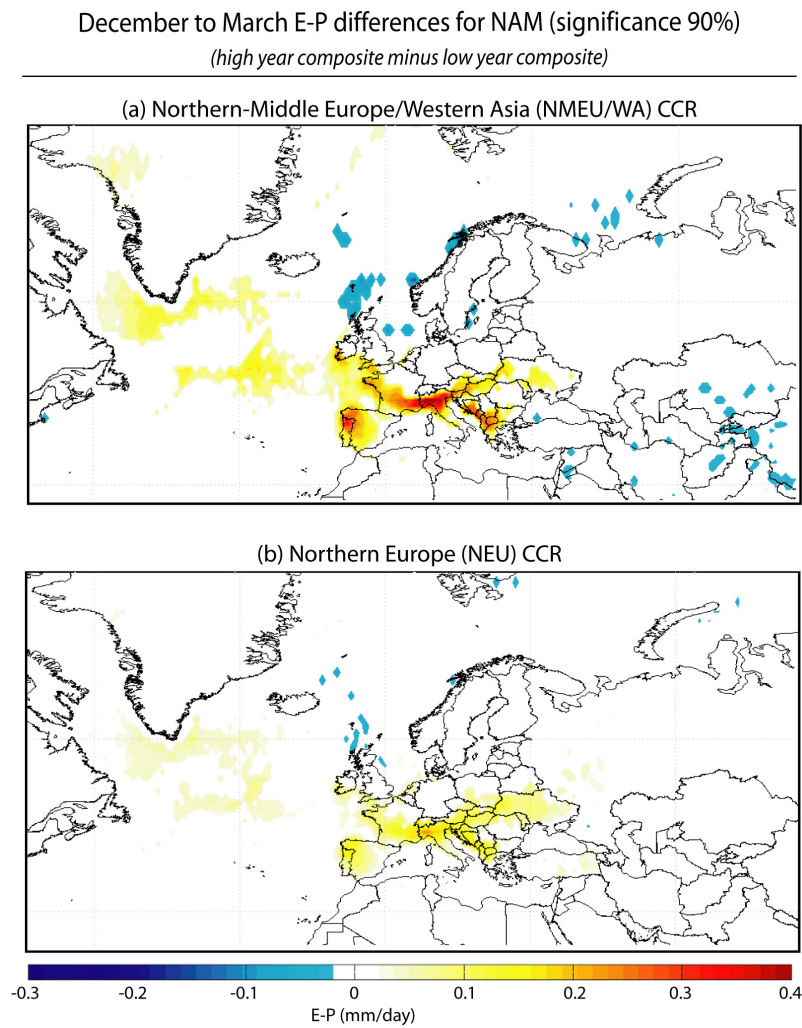 December to March E-P differences for NAM (significance 90%)
(high year composite minus low year composite)
(a) Northern-Middle Europe/Western Asia (NMEU/WA) CCR
(b) Northern Europe (NEU) CCR
-0.3 -0.2 -0.1 0 0.1 0.2 0.3 0.4
E-P (mm/day)